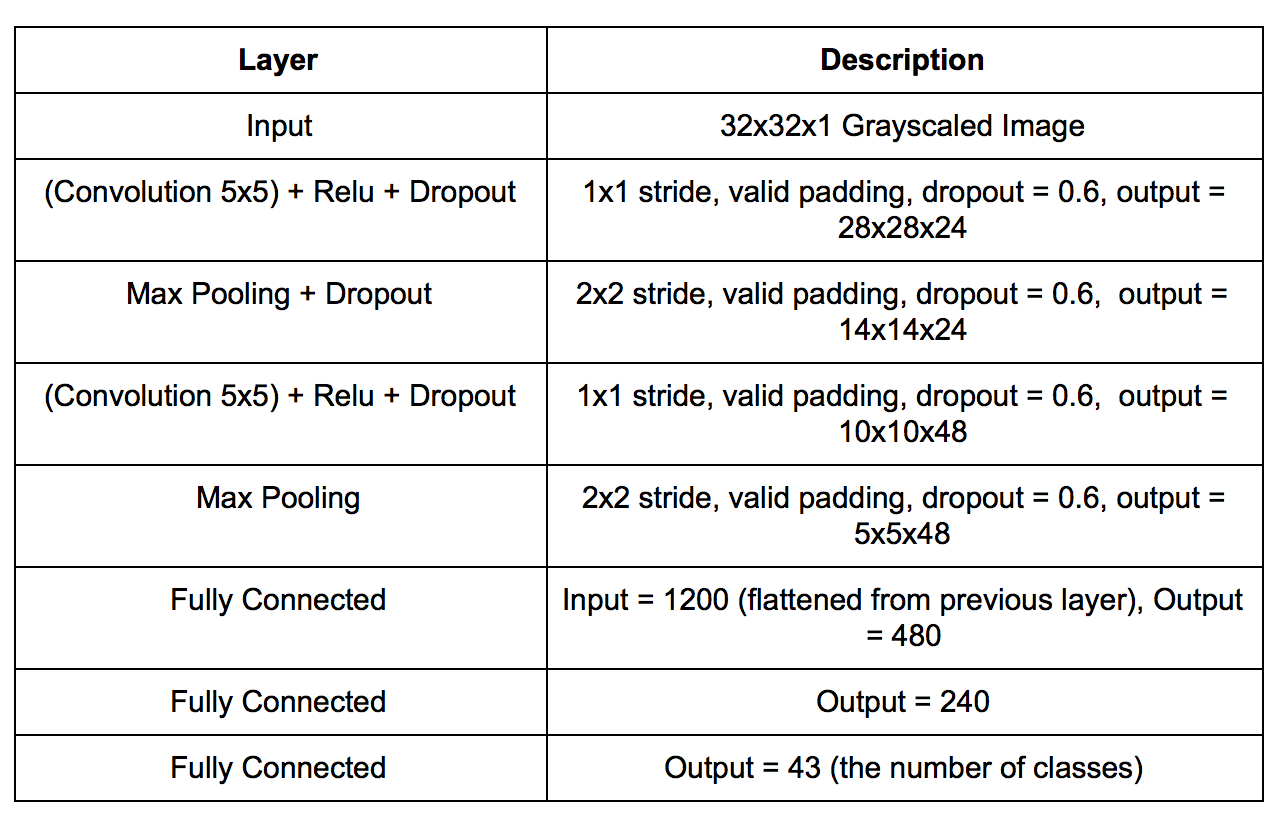 Layer
Description
Input
32x32x1 Grayscaled Image
(Convolution 5x5) + Relu + Dropout
1x1 stride, valid padding, dropout = 0.6, output =
28x28x24
Max Pooling + Dropout
2x2 stride, valid padding, dropout = 0.6,  output =
14x14x24
(Convolution 5x5) + Relu + Dropout
1x1 stride, valid padding, dropout = 0.6,  output =
10x10x48
Max Pooling
2x2 stride, valid padding, dropout = 0.6, output =
5x5x48
Fully Connected
Input = 1200 (flattened from previous layer), Output
= 480
Fully Connected
Output = 240
Fully Connected
Output = 43 (the number of classes)